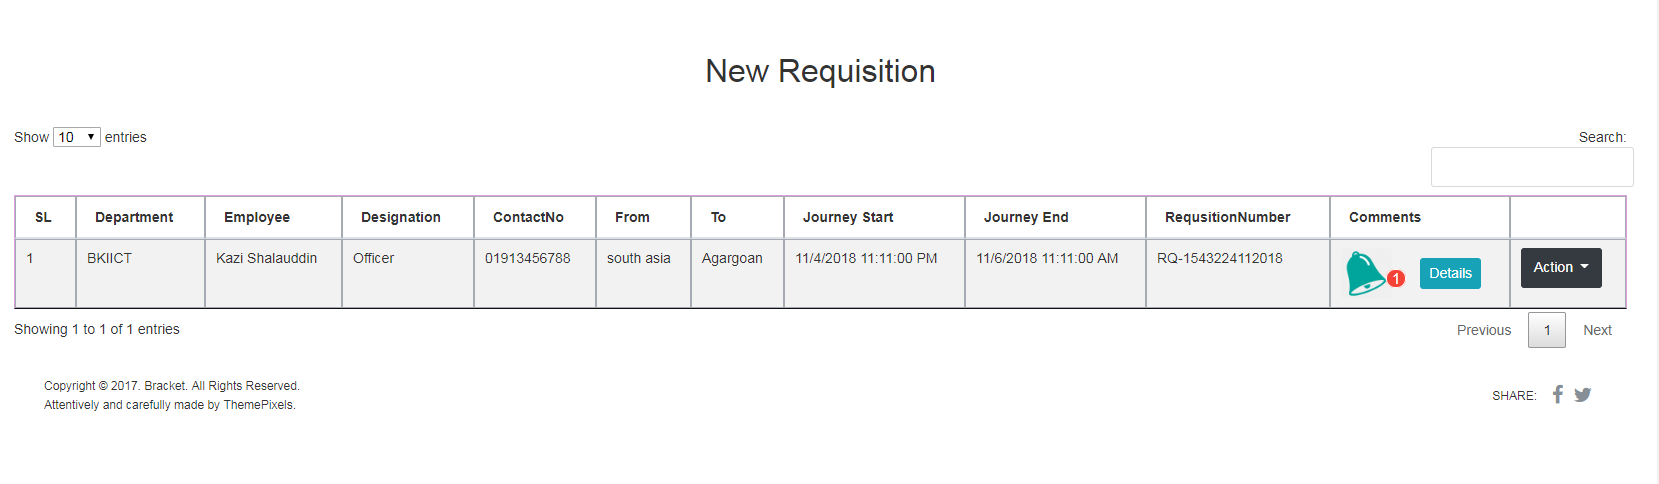 New Requisition
Show 10 entries
Search:
SL Department Employee Designation ContactNo From To Journey Start Journey End RequsitionNumber Comments
1 BKIICT Kazi Shalauddin Officer 01913456788 south asia Agargoan 11/4/2018 11:11:00 PM 11/6/2018 11:11:00 AM RQ-1543224112018 1 Details Action
Showing 1 to 1 of 1 entries
Previous 1 Next
Copyright © 2017. Bracket. All Rights Reserved.
Attentively and carefully made by ThemePixels.
SHARE: